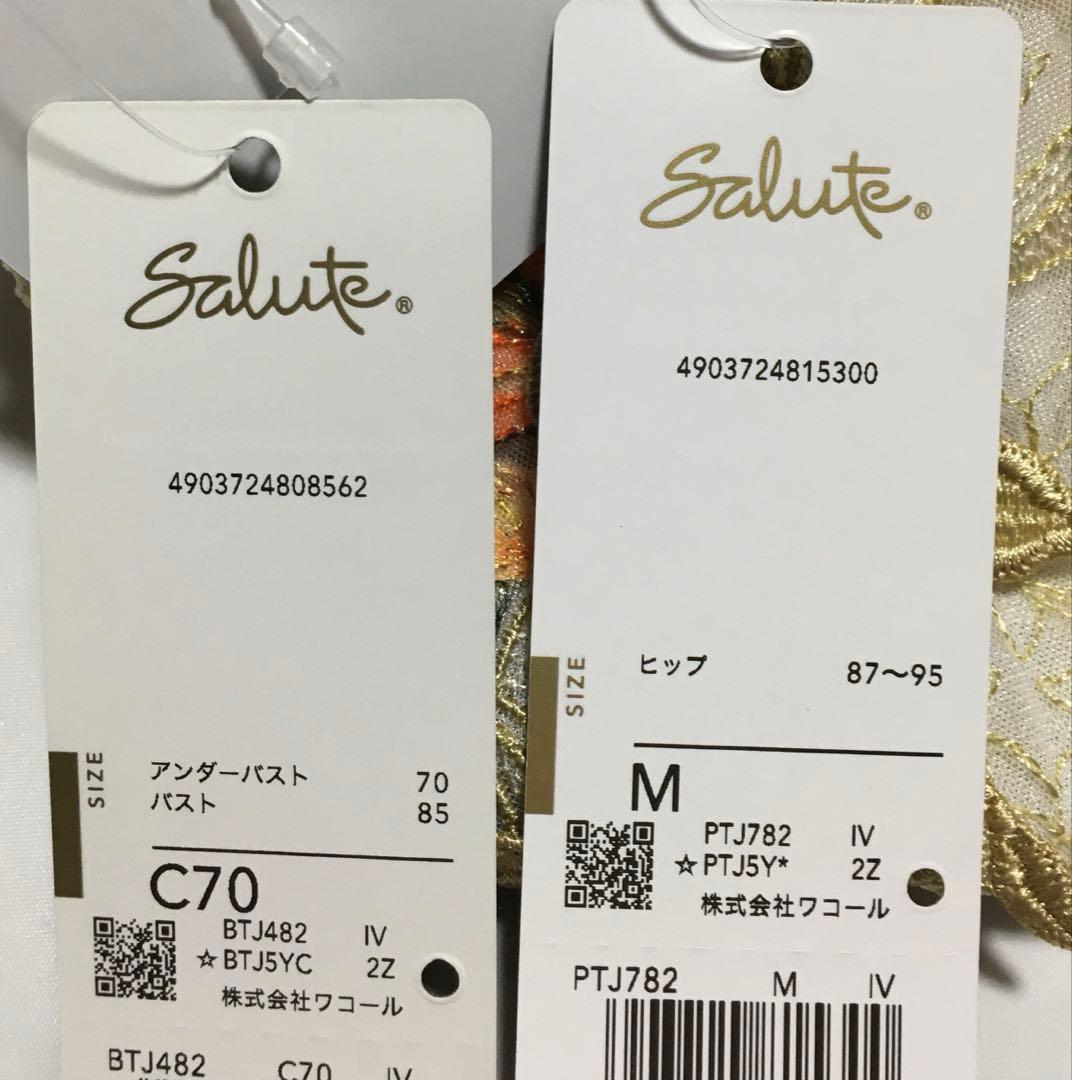 Salute®
4903724808562
SIZE
アンダーバスト 70
バスト 85
C70
BTJ482 IV
☆BTJ5YC 2Z
株式会社ワコール
BTJ482 C70 IV
Salute®
4903724815300
SIZE
ヒップ 87〜95
M
PTJ782 IV
☆PTJ5Y* 2Z
株式会社ワコール
PTJ782 M IV